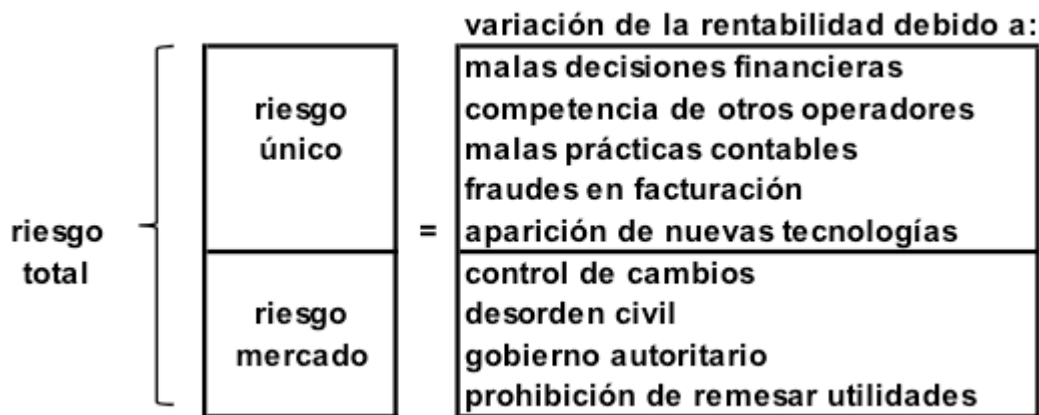 variación de la rentabilidad debido a:
malas decisiones financieras
riesgo competencia de otros operadores
único malas prácticas contables
fraudes en facturación
riesgo = aparición de nuevas tecnologías
total control de cambios
riesgo desorden civil
mercado gobierno autoritario
prohibición de remesar utilidades